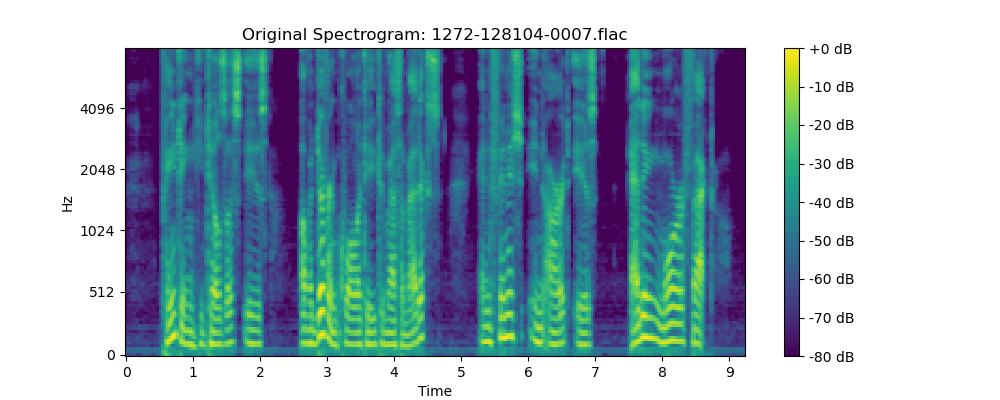 Original Spectrogram: 1272-128104-0007.flac
Hz
4096
2048
1024
512
0
0 1 2 3 4 5 6 7 8 9
Time
+0 dB
-10 dB
-20 dB
-30 dB
-40 dB
-50 dB
-60 dB
-70 dB
-80 dB